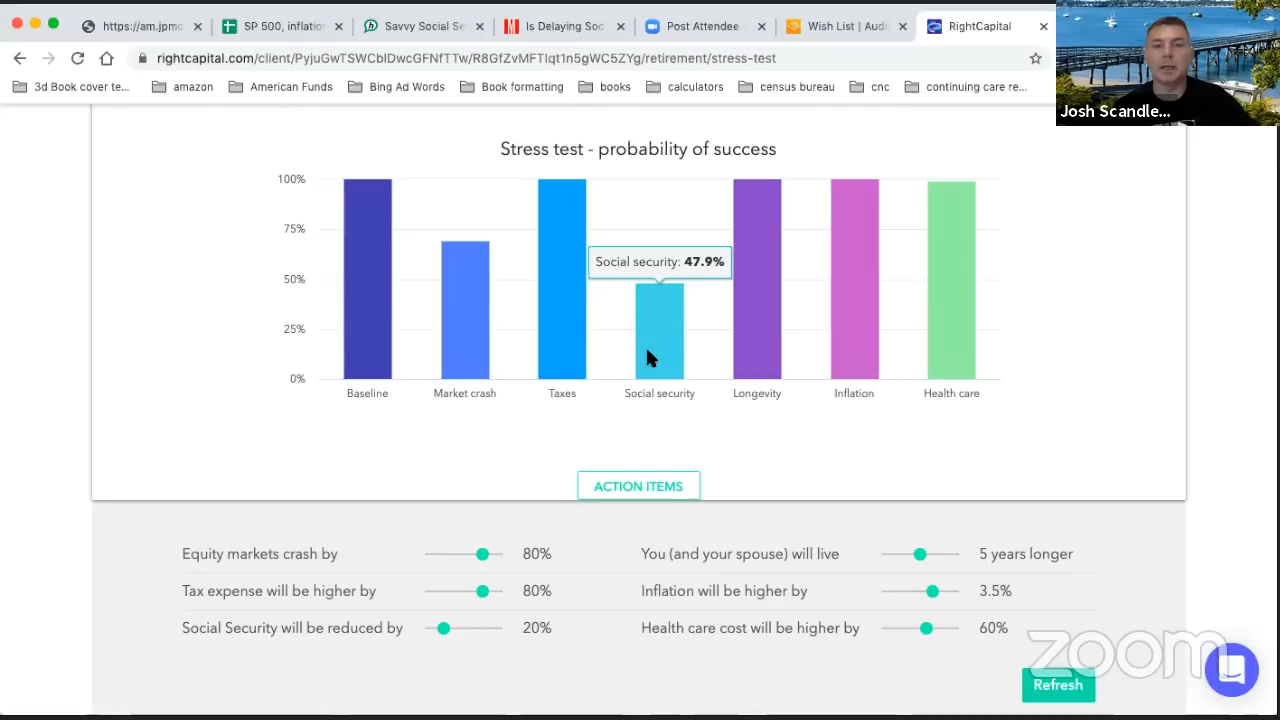 https://am.jpmo
SP 500, inflation
Savvy Social Se
Is Delaying Soc
Post Attendee
Wish List | Audi
RightCapital
rightcapital.com/client/PyjuGwTSWCbIDwcGFNfTTw/R8GfZvMFTlqt1n5gWC5ZYg/retirement/stress-test
3d Book cover te...
amazon
American Funds
Bing Ad Words
Book formatting
books
calculators
census bureau
cnc
continuing care re...
Josh Scandle...
Stress test - probability of success
100%
75%
50%
25%
0%
Social security: 47.9%
Baseline
Market crash
Taxes
Social security
Longevity
Inflation
Health care
ACTION ITEMS
Equity markets crash by 80%
You (and your spouse) will live 5 years longer
Tax expense will be higher by 80%
Inflation will be higher by 3.5%
Social Security will be reduced by 20%
Health care cost will be higher by 60%
zoom
Refresh